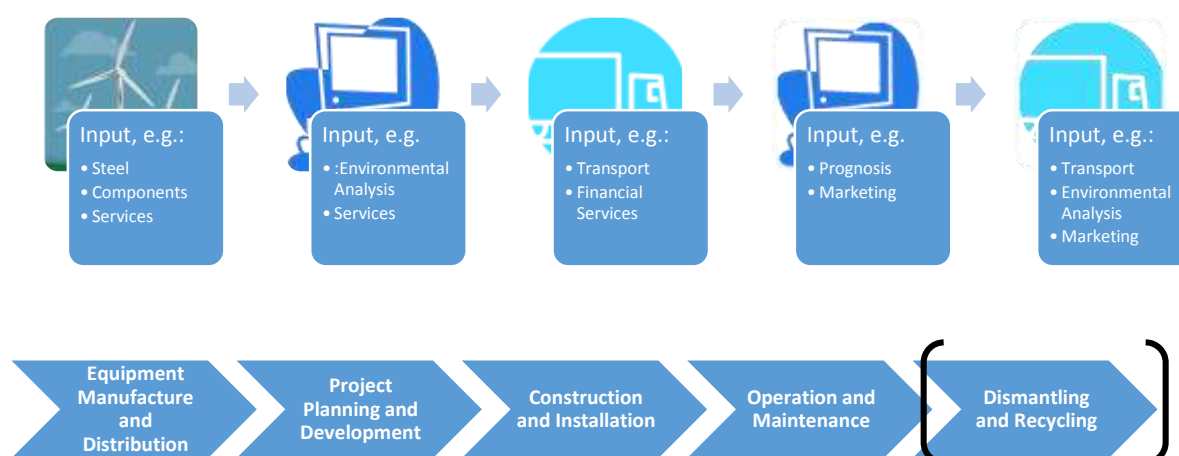 Input, e.g.:
• Steel
• Components
• Services
Input, e.g.
• :Environmental
Analysis
• Services
Input, e.g.:
• Transport
• Financial
Services
Input, e.g.
• Prognosis
• Marketing
Input, e.g.:
• Transport
• Environmental
Analysis
• Marketing
Equipment
Manufacture
and
Distribution
Project
Planning and
Development
Construction
and Installation
Operation and
Maintenance
Dismantling
and Recycling